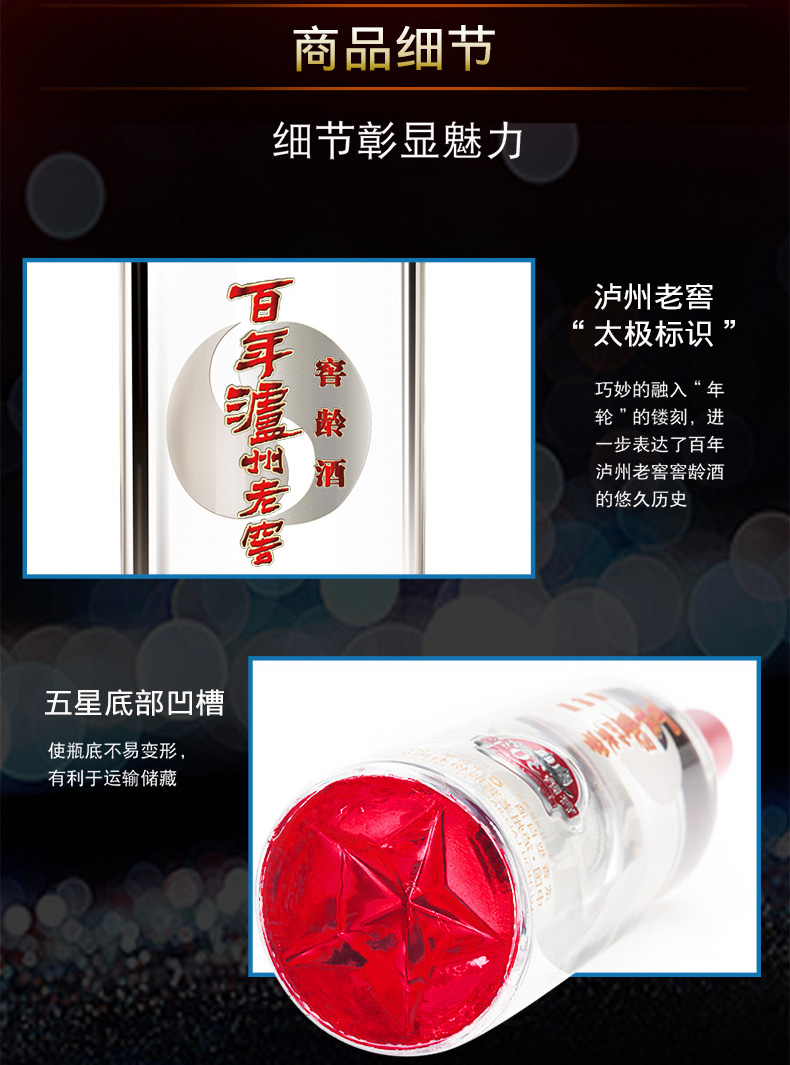 商品细节
细节彰显魅力
百年泸州老窖
窖龄酒
泸州老窖
“太极标识”
巧妙的融入“年
轮”的镂刻，进
一步表达了百年
泸州老窖窖龄酒
的悠久历史
五星底部凹槽
使瓶底不易变形，
有利于运输储藏